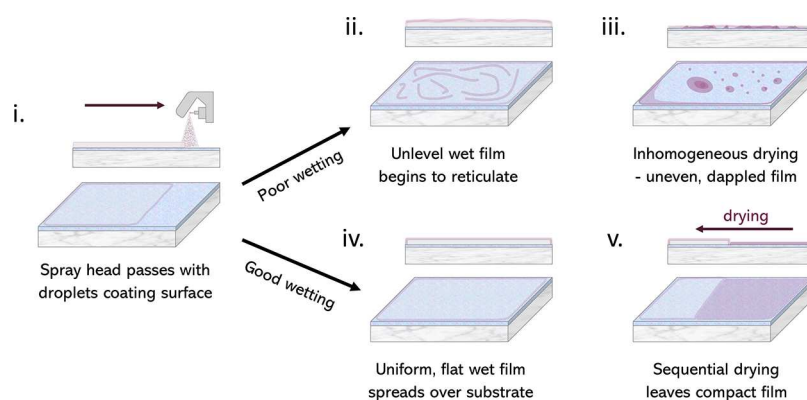 i.
Spray head passes with
droplets coating surface
Poor wetting
Good wetting
ii.
Unlevel wet film
begins to reticulate
iii.
Inhomogeneous drying
- uneven, dappled film
iv.
Uniform, flat wet film
spreads over substrate
v.
drying
Sequential drying
leaves compact film